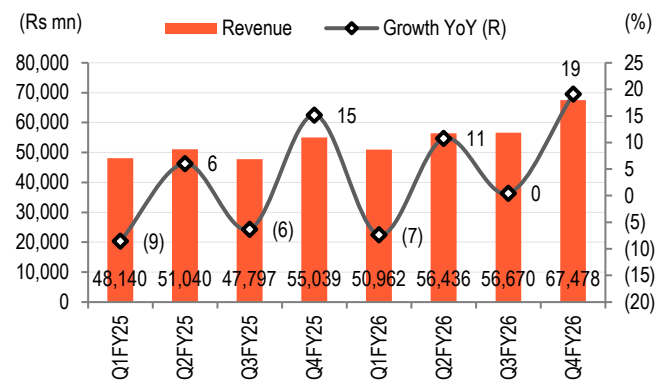 (Rs mn) Revenue Growth YoY (R) (%)
80,000
70,000
60,000
50,000
40,000
30,000
20,000
10,000
0
25
20
15
10
5
0
(5)
(10)
(15)
(20)
(9)
6
(6)
15
(7)
11
0
19
48,140 51,040 47,797 55,039 50,962 56,436 56,670 67,478
Q1FY25
Q2FY25
Q3FY25
Q4FY25
Q1FY26
Q2FY26
Q3FY26
Q4FY26